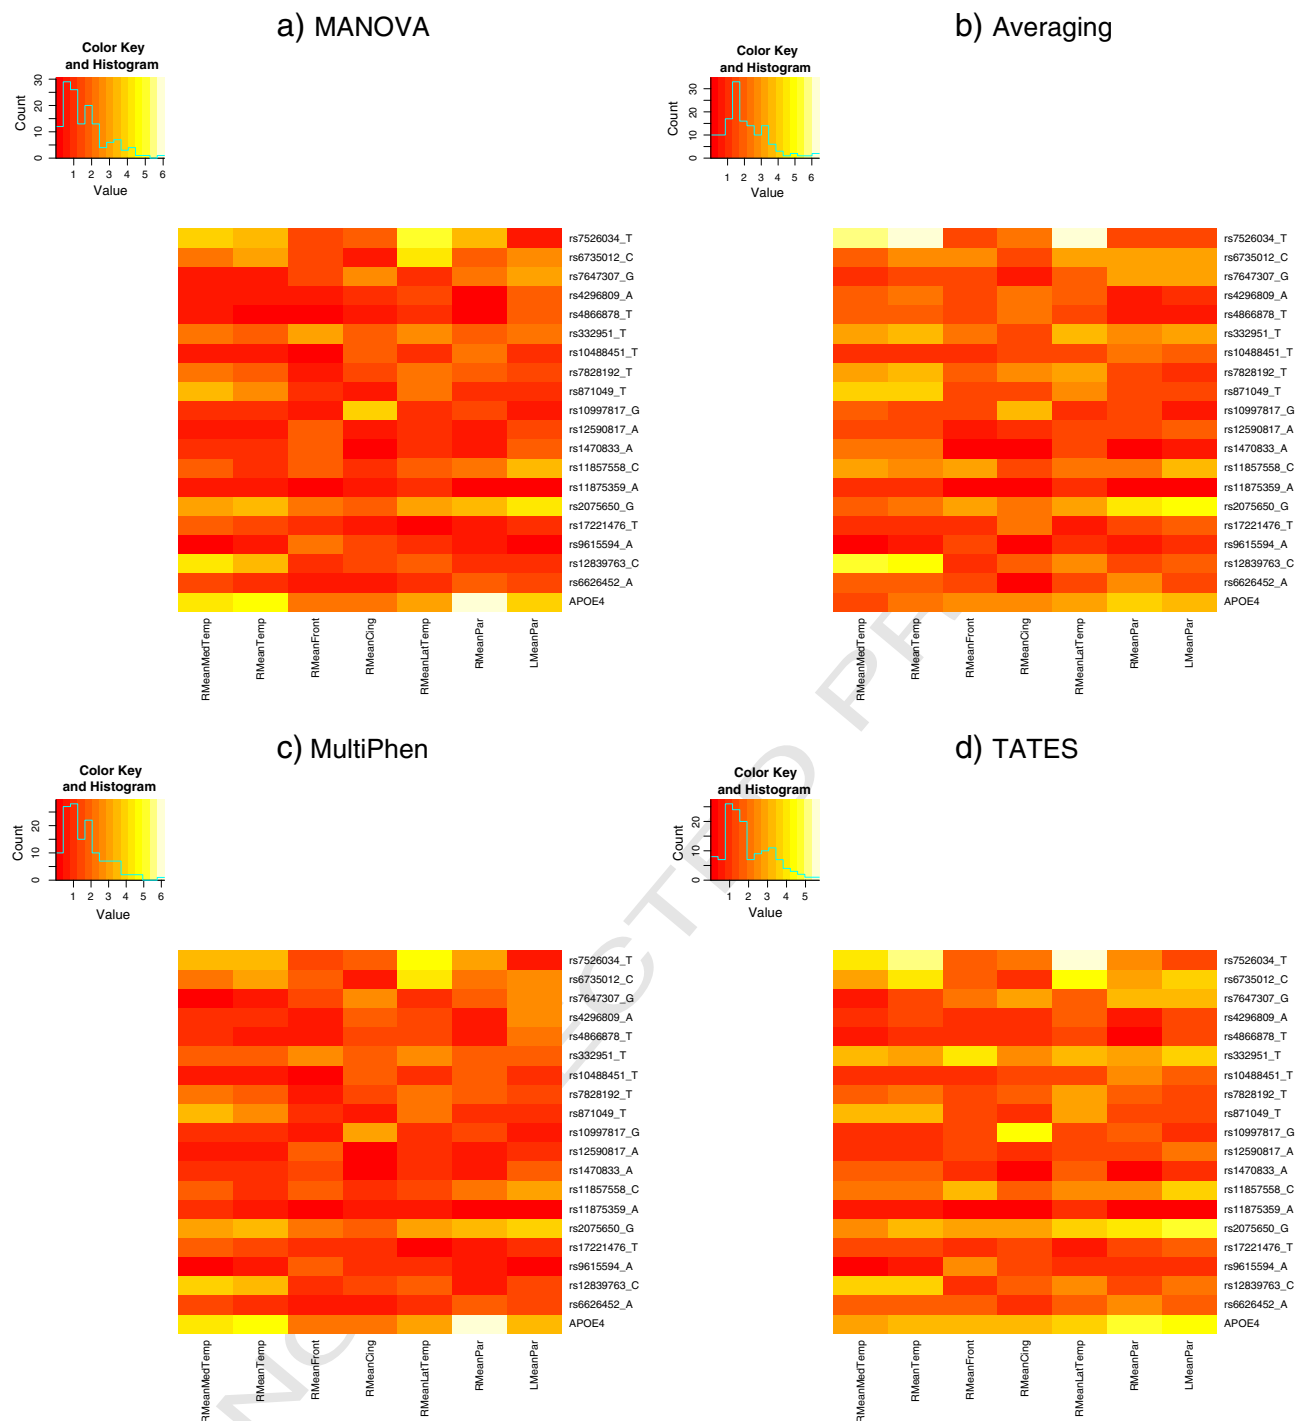 a) MANOVA
Color Key
and Histogram
Count
0 10 20 30
1 2 3 4 5 6
Value
rs7526034_T
rs6735012_C
rs7647307_G
rs4296809_A
rs4866878_T
rs332951_T
rs10488451_T
rs7828192_T
rs871049_T
rs10997817_G
rs12590817_A
rs1470833_A
rs11857558_C
rs11875359_A
rs2075650_G
rs17221476_T
rs9615594_A
rs12839763_C
rs6626452_A
APOE4
RMeanMedTemp
RMeanTemp
RMeanFront
RMeanCing
RMeanLatTemp
RMeanPar
LMeanPar
b) Averaging
Color Key
and Histogram
Count
0 10 20 30
1 2 3 4 5 6
Value
rs7526034_T
rs6735012_C
rs7647307_G
rs4296809_A
rs4866878_T
rs332951_T
rs10488451_T
rs7828192_T
rs871049_T
rs10997817_G
rs12590817_A
rs1470833_A
rs11857558_C
rs11875359_A
rs2075650_G
rs17221476_T
rs9615594_A
rs12839763_C
rs6626452_A
APOE4
RMeanMedTemp
RMeanTemp
RMeanFront
RMeanCing
RMeanLatTemp
RMeanPar
LMeanPar
c) MultiPhen
Color Key
and Histogram
Count
0 10 20
1 2 3 4 5 6
Value
rs7526034_T
rs6735012_C
rs7647307_G
rs4296809_A
rs4866878_T
rs332951_T
rs10488451_T
rs7828192_T
rs871049_T
rs10997817_G
rs12590817_A
rs1470833_A
rs11857558_C
rs11875359_A
rs2075650_G
rs17221476_T
rs9615594_A
rs12839763_C
rs6626452_A
APOE4
RMeanMedTemp
RMeanTemp
RMeanFront
RMeanCing
RMeanLatTemp
RMeanPar
LMeanPar
d) TATES
Color Key
and Histogram
Count
0 10 20
1 2 3 4 5
Value
rs7526034_T
rs6735012_C
rs7647307_G
rs4296809_A
rs4866878_T
rs332951_T
rs10488451_T
rs7828192_T
rs871049_T
rs10997817_G
rs12590817_A
rs1470833_A
rs11857558_C
rs11875359_A
rs2075650_G
rs17221476_T
rs9615594_A
rs12839763_C
rs6626452_A
APOE4
RMeanMedTemp
RMeanTemp
RMeanFront
RMeanCing
RMeanLatTemp
RMeanPar
LMeanPar